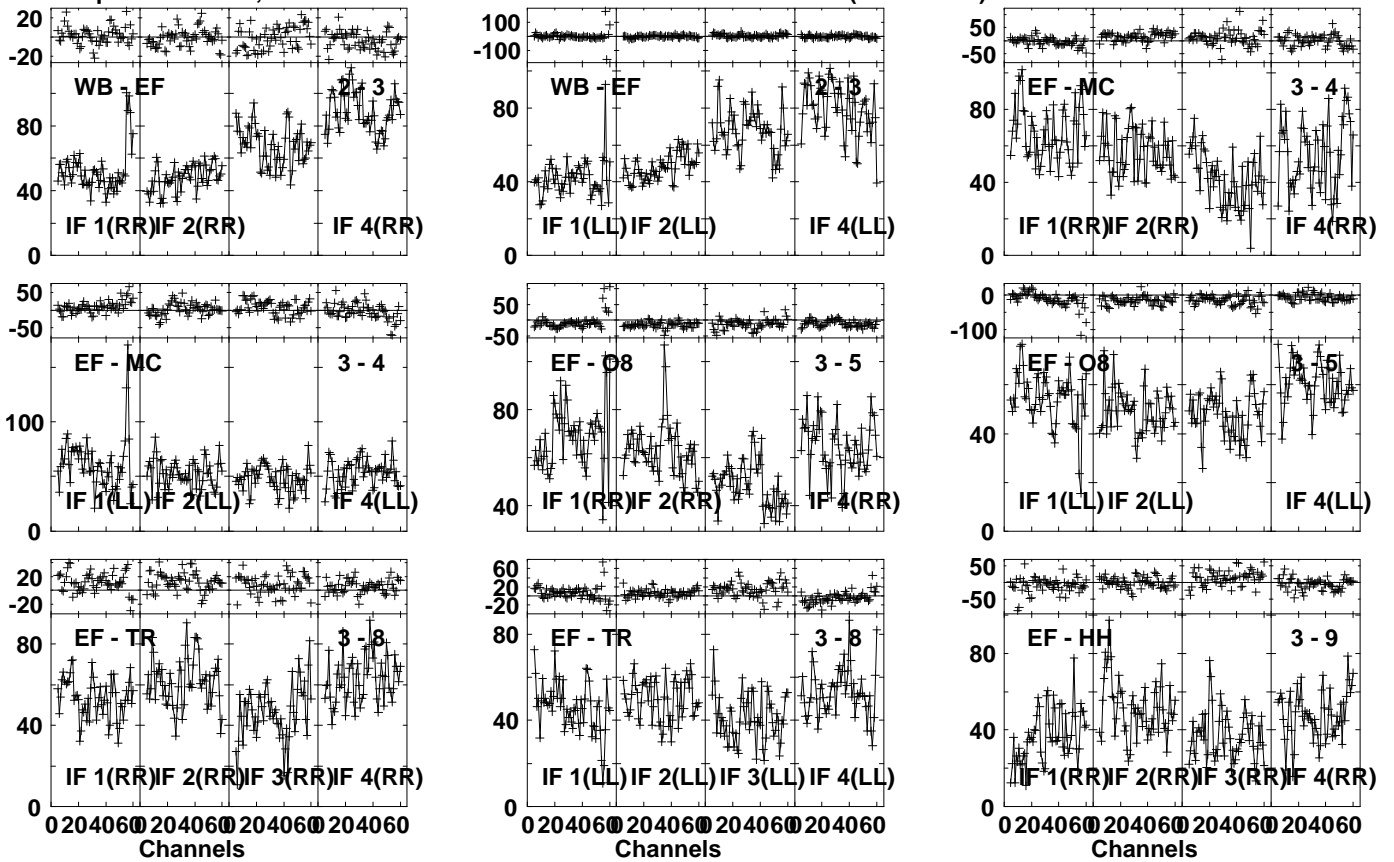 20
-20
WB - EF
2 - 3
80
40
0
IF 1(RR)
IF 2(RR)
IF 4(RR)
100
-100
WB - EF
2 - 3
80
40
0
IF 1(LL)
IF 2(LL)
IF 4(LL)
50
-50
EF - MC
3 - 4
80
40
0
IF 1(RR)
IF 2(RR)
IF 4(RR)
50
-50
EF - MC
3 - 4
100
0
IF 1(LL)
IF 2(LL)
IF 4(LL)
50
-50
EF - O8
3 - 5
80
40
IF 1(RR)
IF 2(RR)
IF 4(RR)
0
-100
EF - O8
3 - 5
40
0
IF 1(LL)
IF 2(LL)
IF 4(LL)
20
-20
EF - TR
3 - 8
80
40
0
IF 1(RR)
IF 2(RR)
IF 3(RR)
IF 4(RR)
0 20 40 60 0 20 40 60 0 20 40 60 0 20 40 60
Channels
60
20
-20
EF - TR
3 - 8
80
40
0
IF 1(LL)
IF 2(LL)
IF 3(LL)
IF 4(LL)
0 20 40 60 0 20 40 60 0 20 40 60 0 20 40 60
Channels
50
-50
EF - HH
3 - 9
80
40
0
IF 1(RR)
IF 2(RR)
IF 3(RR)
IF 4(RR)
0 20 40 60 0 20 40 60 0 20 40 60 0 20 40 60
Channels